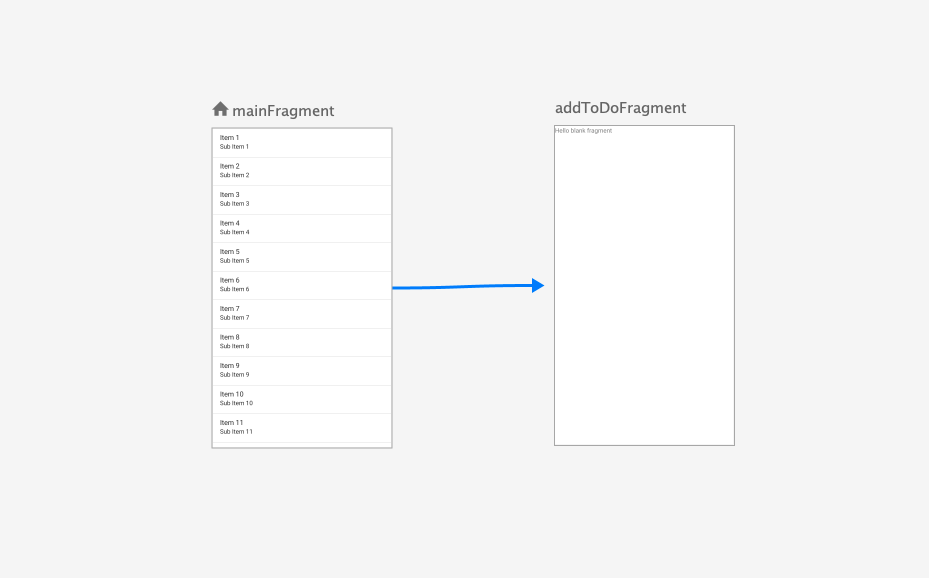 mainFragment
Item 1
Sub Item 1
Item 2
Sub Item 2
Item 3
Sub Item 3
Item 4
Sub Item 4
Item 5
Sub Item 5
Item 6
Sub Item 6
Item 7
Sub Item 7
Item 8
Sub Item 8
Item 9
Sub Item 9
Item 10
Sub Item 10
Item 11
Sub Item 11
addToDoFragment
Hello blank fragment